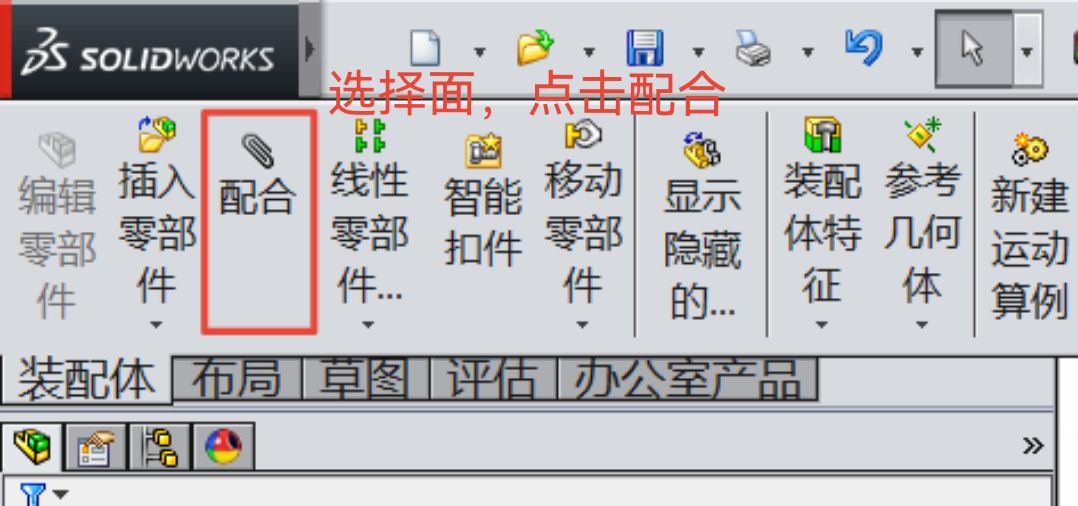 SOLIDWORKS
选择面，点击配合
编辑
零部
件
插入
零部
件
配合
线性
零部
件...
智能
扣件
移动
零部
件
显示
隐藏
的...
装配
体特
征
参考
几何
体
新建
运动
算例
装配体 布局 草图 评估 办公室产品
»